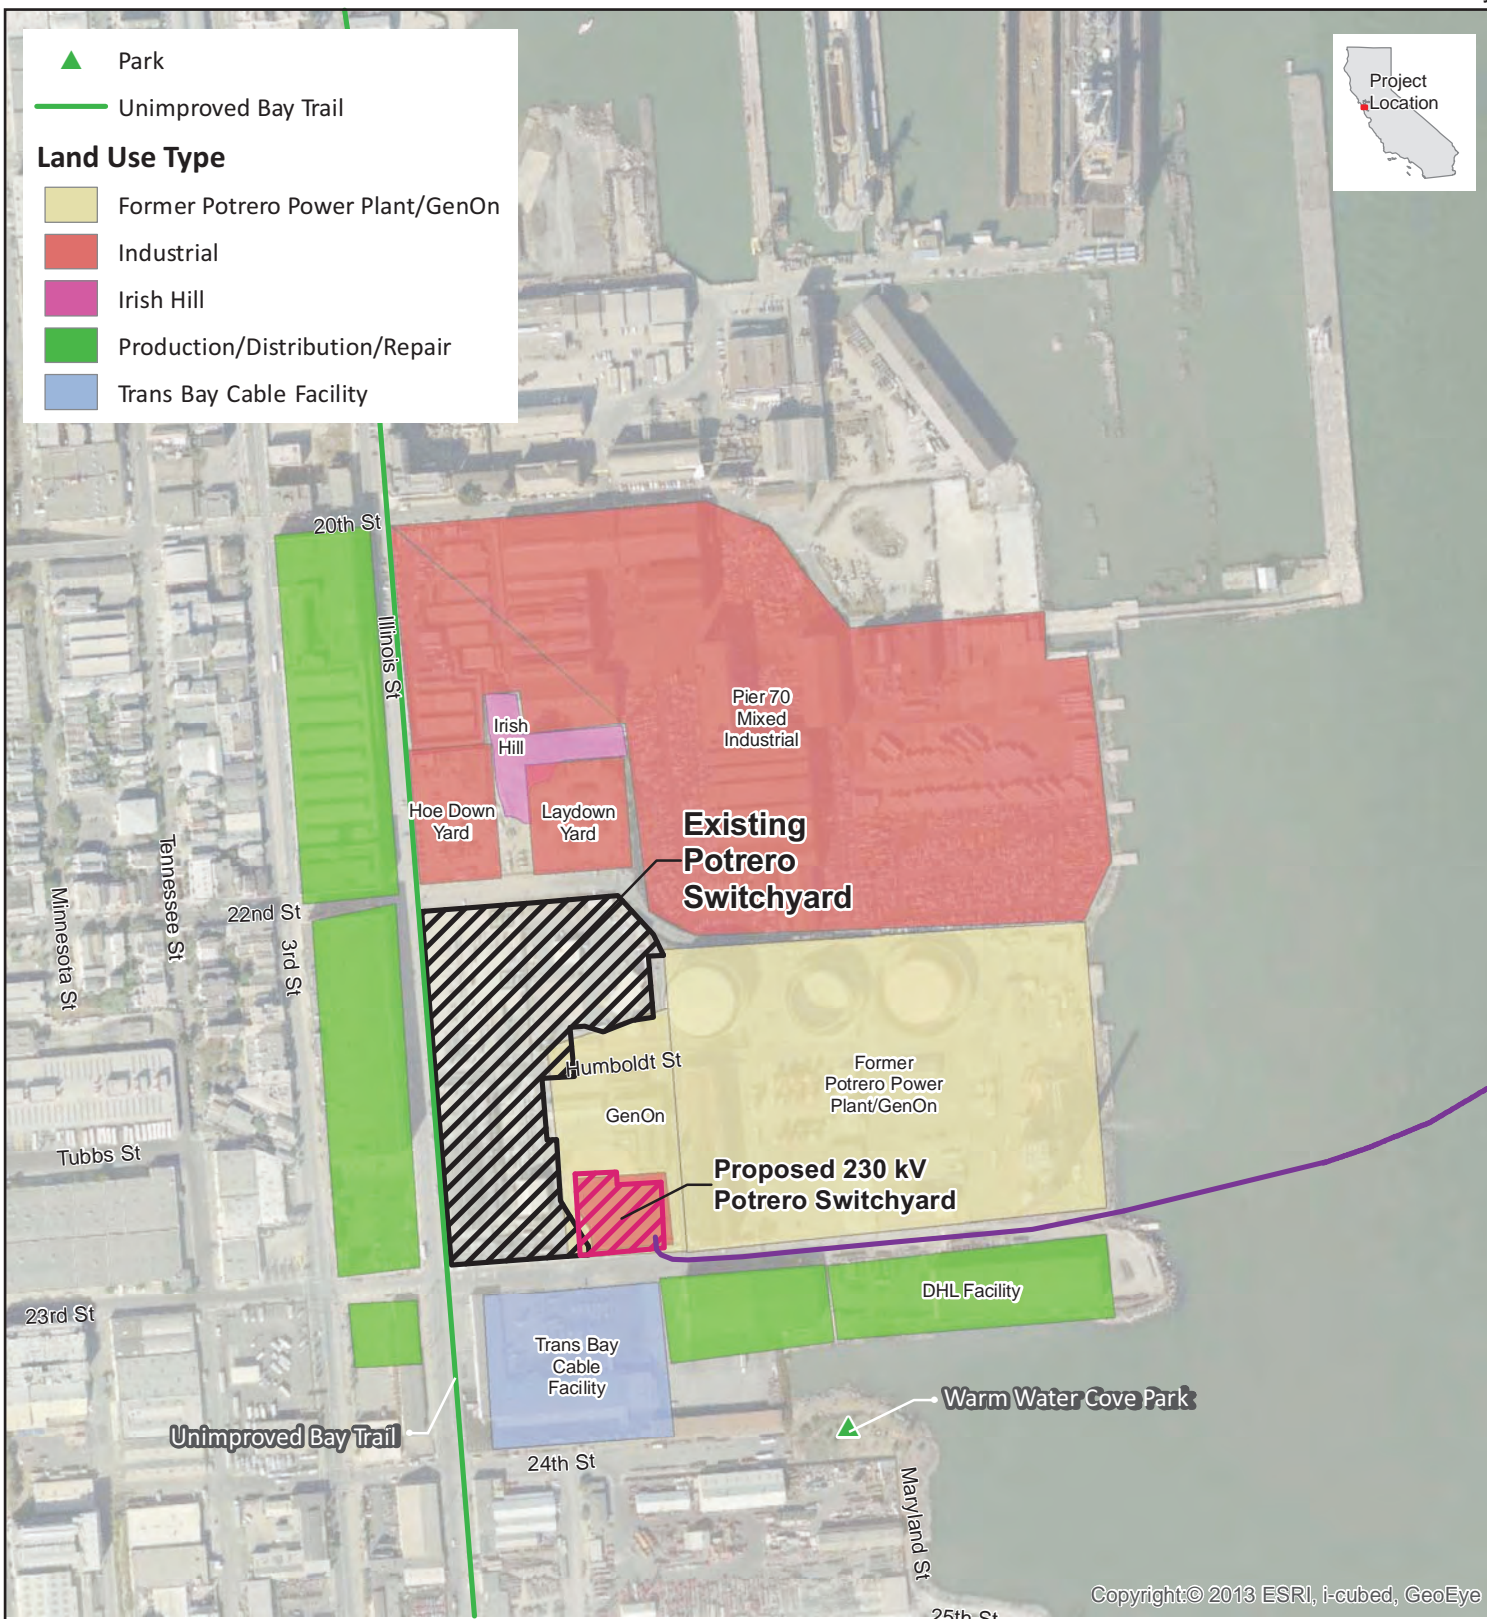 Park
Unimproved Bay Trail
Land Use Type
Former Potrero Power Plant/GenOn
Industrial
Irish Hill
Production/Distribution/Repair
Trans Bay Cable Facility
Project
Location
20th St
Illinois St
Irish
Hill
Pier 70
Mixed
Industrial
Hoe Down
Yard
Laydown
Yard
Existing
Potrero
Switchyard
Tennessee St
Minnesota St
22nd St
3rd St
Humboldt St
GenOn
Former
Potrero Power
Plant/GenOn
Tubbs St
Proposed 230 kV
Potrero Switchyard
23rd St
DHL Facility
Trans Bay
Cable
Facility
Warm Water Cove Park
Unimproved Bay Trail
24th St
Maryland St
Copyright:© 2013 ESRI, i-cubed, GeoEye
25th St